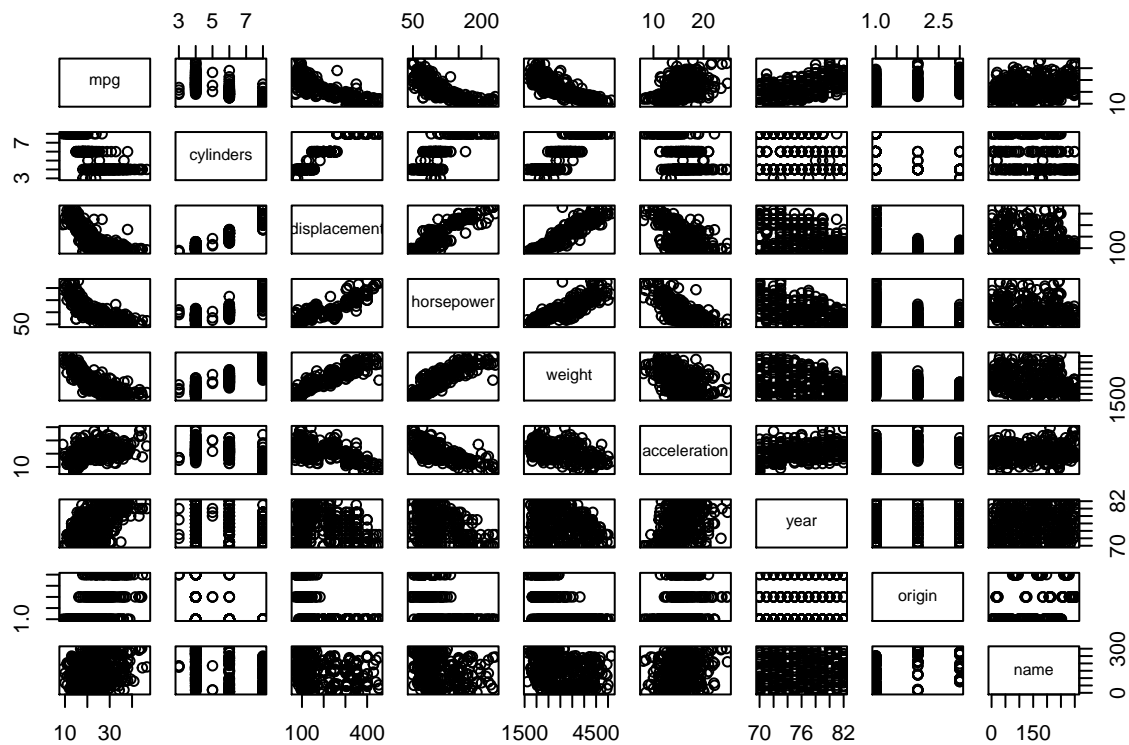 3 5 7
50 200
10 20
1.0 2.5
mpg
10
3 7
cylinders
displacement
100
50
horsepower
weight
1500
10
acceleration
year
70 82
1.0
origin
name
0 300
10 30
100 400
1500 4500
70 76 82
0 150